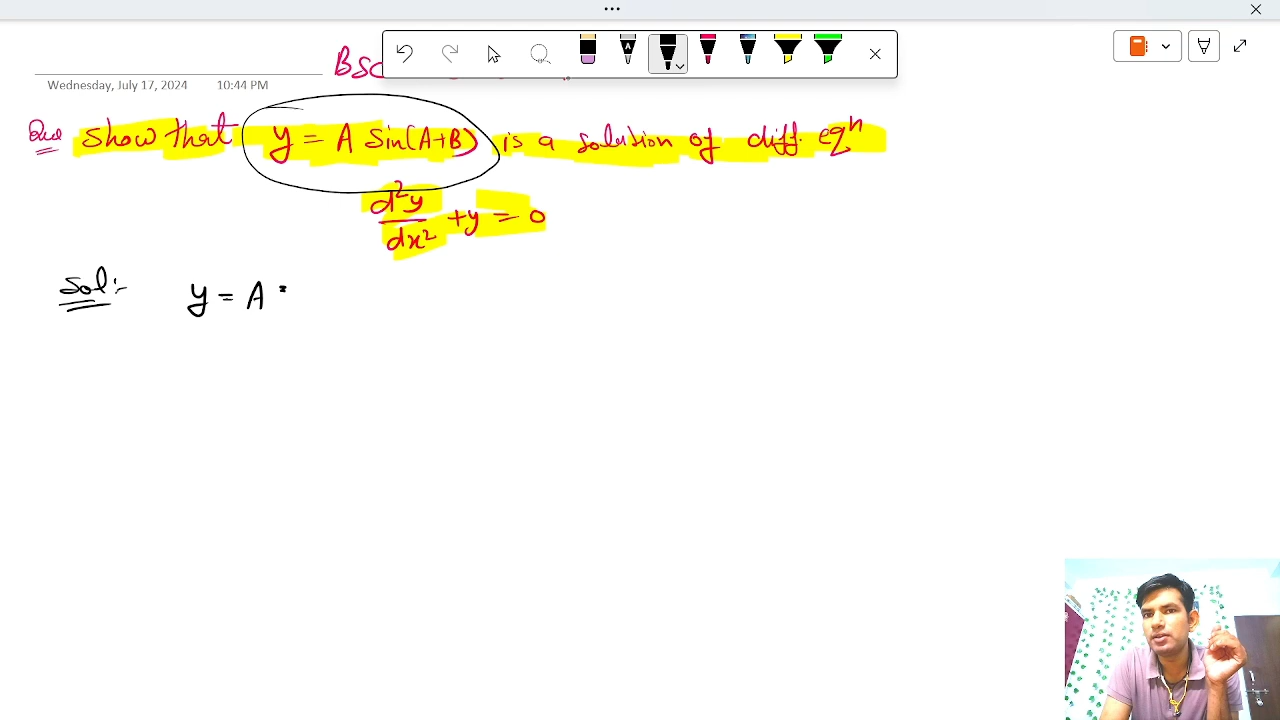 BSC
Wednesday, July 17, 2024 10:44 PM
Que show that y = A Sin(A+B) is a solution of diff. eqⁿ
d²y/dx² + y = 0
Sol:-   y = A